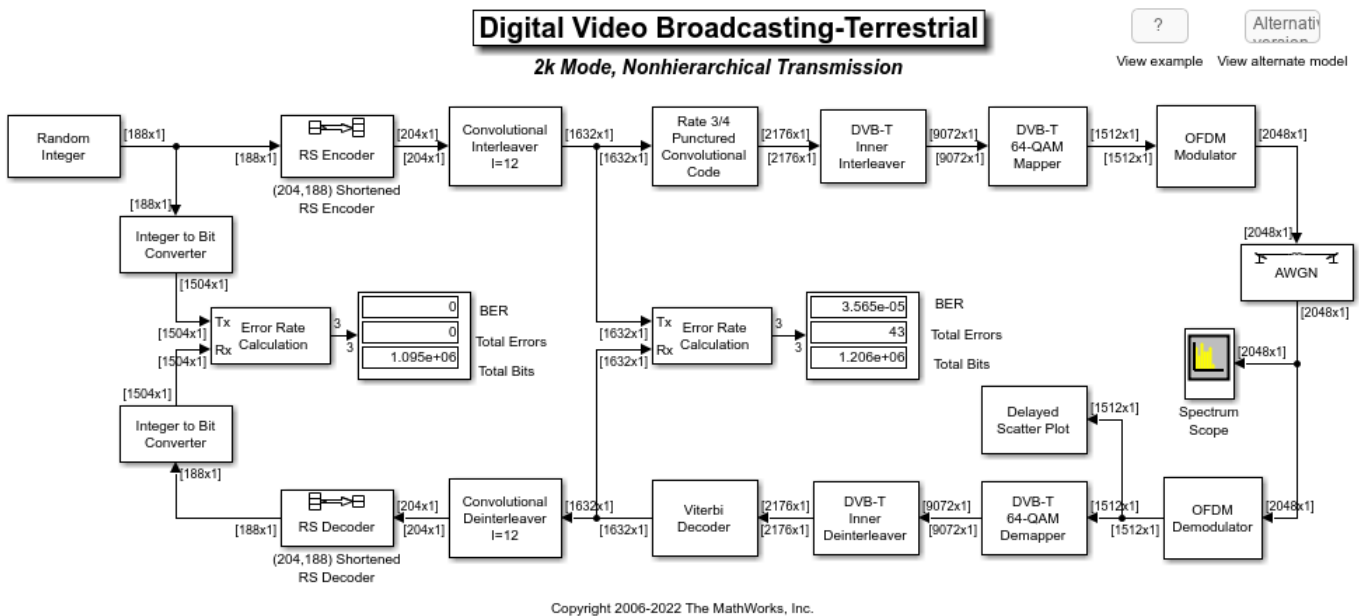 Digital Video Broadcasting-Terrestrial
2k Mode, Nonhierarchical Transmission
?
View example
Alternati
version
View alternate model
Random
Integer
[188x1]
[188x1]
RS Encoder
(204,188) Shortened
RS Encoder
[204x1]
[204x1]
Convolutional
Interleaver
I=12
[1632x1]
[1632x1]
Rate 3/4
Punctured
Convolutional
Code
[2176x1]
[2176x1]
DVB-T
Inner
Interleaver
[9072x1]
[9072x1]
DVB-T
64-QAM
Mapper
[1512x1]
[1512x1]
OFDM
Modulator
[2048x1]
[188x1]
Integer to Bit
Converter
[1504x1]
[1504x1]
[1504x1]
Tx
Rx
Error Rate
Calculation
3
3
0
BER
0
Total Errors
1.095e+06
Total Bits
[1632x1]
[1632x1]
Tx
Rx
Error Rate
Calculation
3
3
3.565e-05
BER
43
Total Errors
1.206e+06
Total Bits
[2048x1]
AWGN
[2048x1]
[2048x1]
Spectrum
Scope
[1504x1]
Integer to Bit
Converter
[188x1]
Delayed
Scatter Plot
[1512x1]
[188x1]
RS Decoder
(204,188) Shortened
RS Decoder
[204x1]
[204x1]
Convolutional
Deinterleaver
I=12
[1632x1]
[1632x1]
Viterbi
Decoder
[2176x1]
[2176x1]
DVB-T
Inner
Deinterleaver
[9072x1]
[9072x1]
DVB-T
64-QAM
Demapper
[1512x1]
[1512x1]
OFDM
Demodulator
[2048x1]
Copyright 2006-2022 The MathWorks, Inc.